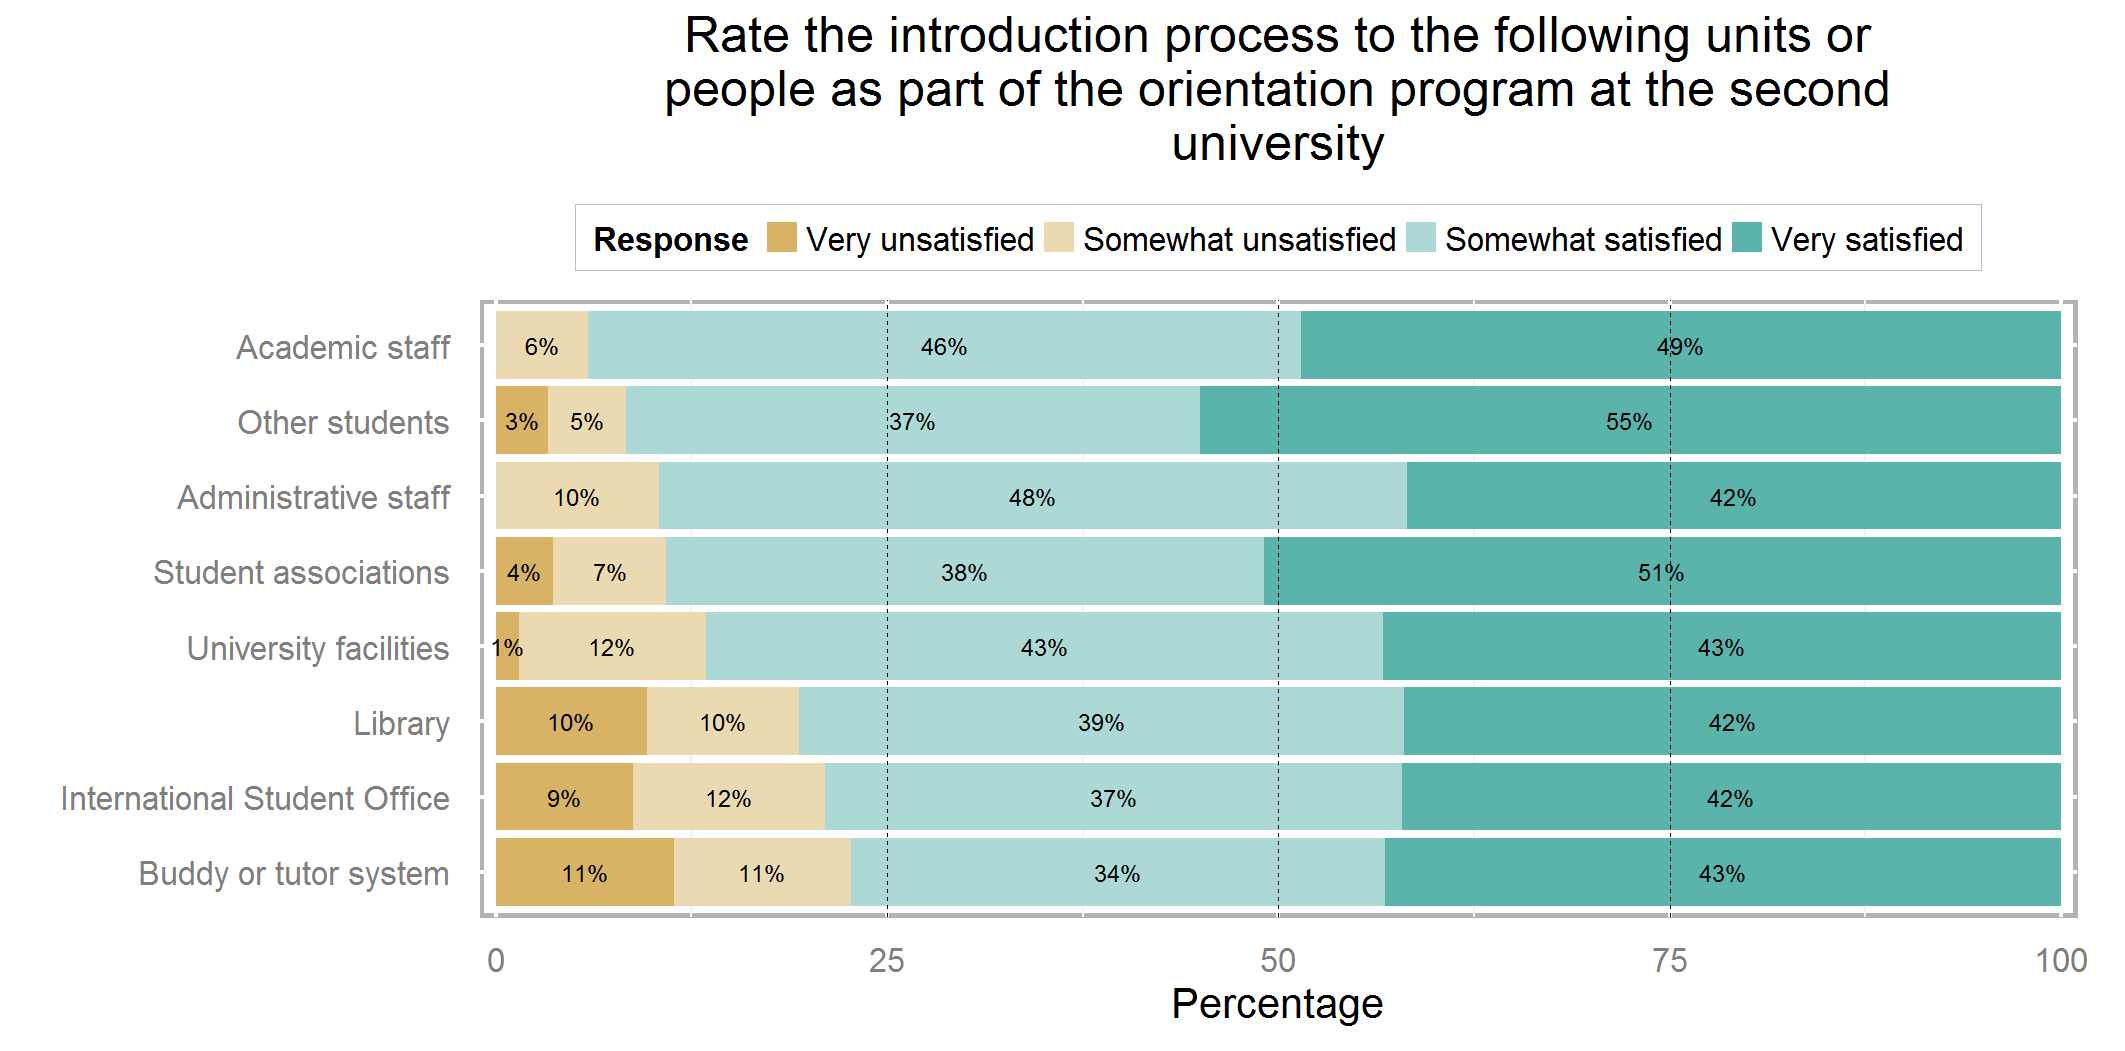 Rate the introduction process to the following units or
people as part of the orientation program at the second
university
Response Very unsatisfied Somewhat unsatisfied Somewhat satisfied Very satisfied
Academic staff 6% 46% 49%
Other students 3% 5% 37% 55%
Administrative staff 10% 48% 42%
Student associations 4% 7% 38% 51%
University facilities 1% 12% 43% 43%
Library 10% 10% 39% 42%
International Student Office 9% 12% 37% 42%
Buddy or tutor system 11% 11% 34% 43%
0 25 50 75 100
Percentage